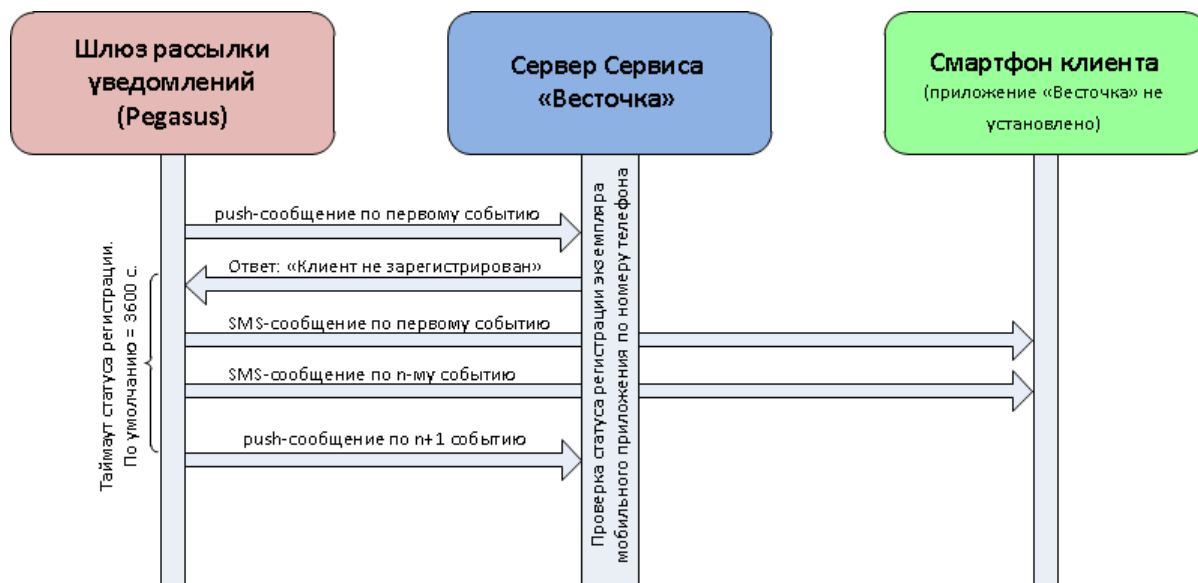 Шлюз рассылки
уведомлений
(Pegasus)
Сервер Сервиса
«Весточка»
Смартфон клиента
(приложение «Весточка» не
установлено)
push-сообщение по первому событию
Ответ: «Клиент не зарегистрирован»
SMS-сообщение по первому событию
SMS-сообщение по n-му событию
push-сообщение по n+1 событию
Таймаут статуса регистрации.
По умолчанию = 3600 с.
Проверка статуса регистрации экземпляра
мобильного приложения по номеру телефона